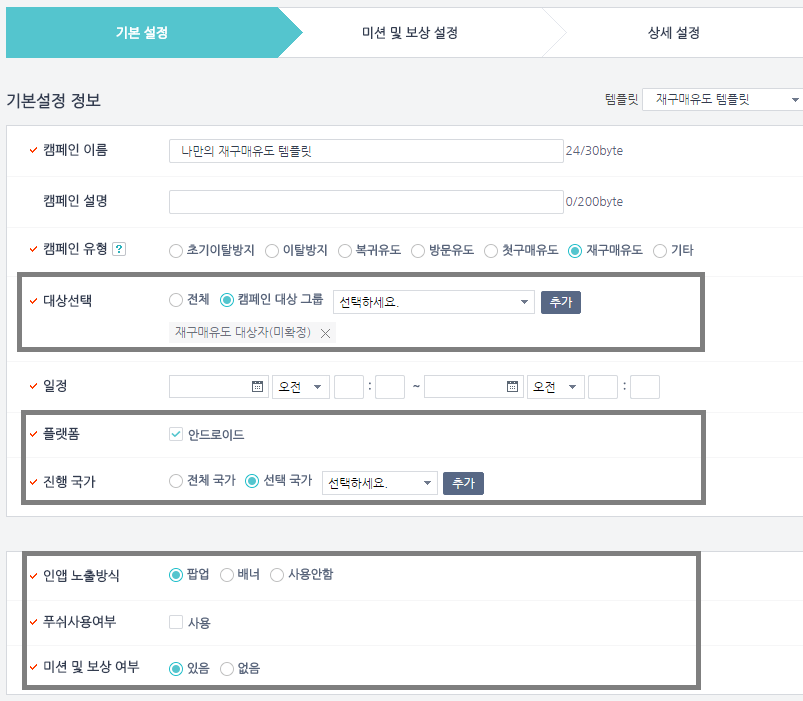 기본 설정 미션 및 보상 설정 상세 설정
기본설정 정보 템플릿 재구매유도 템플릿
캠페인 이름 나만의 재구매유도 템플릿 24/30byte
캠페인 설명 0/200byte
캠페인 유형 ? 초기이탈방지 이탈방지 복귀유도 방문유도 첫구매유도 재구매유도 기타
대상선택 전체 캠페인 대상 그룹 선택하세요. 추가
재구매유도 대상자(미확정)
일정 오전 : ~ 오전 :
플랫폼 안드로이드
진행 국가 전체 국가 선택 국가 선택하세요. 추가
인앱 노출방식 팝업 배너 사용안함
푸쉬사용여부 사용
미션 및 보상 여부 있음 없음